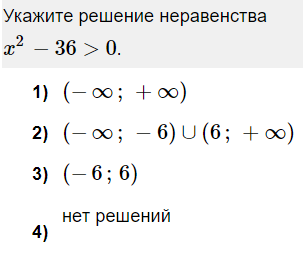 Укажите решение неравенства
x² − 36 > 0.
1) (− ∞ ; + ∞)
2) (− ∞ ; − 6) ∪ (6 ; + ∞)
3) (− 6 ; 6)
4) нет решений